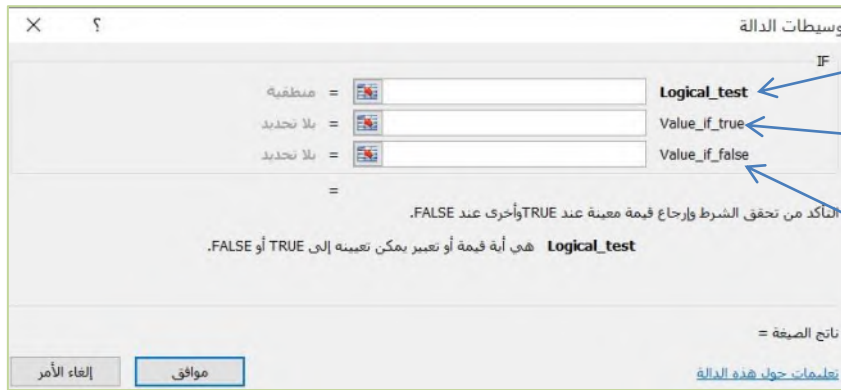 وسيطات الدالة ؟ ×
IF
Logical_test = منطقية
Value_if_true = بلا تحديد
Value_if_false = بلا تحديد
=
التأكد من تحقق الشرط وإرجاع قيمة معينة عند TRUEوأخرى عند FALSE.
Logical_test هي أية قيمة أو تعبير يمكن تعيينه إلى TRUE أو FALSE.
ناتج الصيغة =
تعليمات حول هذه الدالة موافق إلغاء الأمر